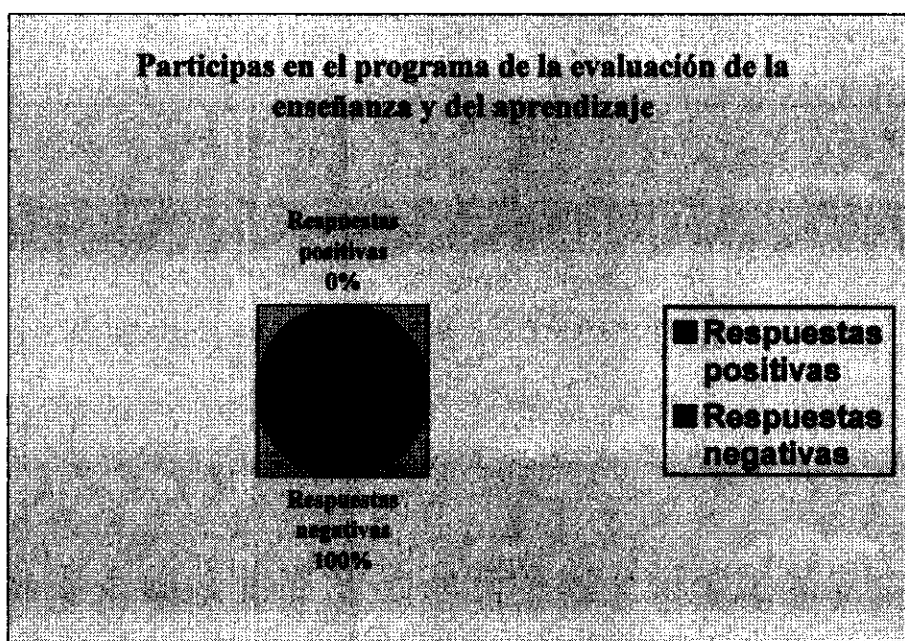 Participas en el programa de la evaluación de la
enseñanza y del aprendizaje
Respuestas
positivas
0%
Respuestas
negativas
100%
Respuestas
positivas
Respuestas
negativas